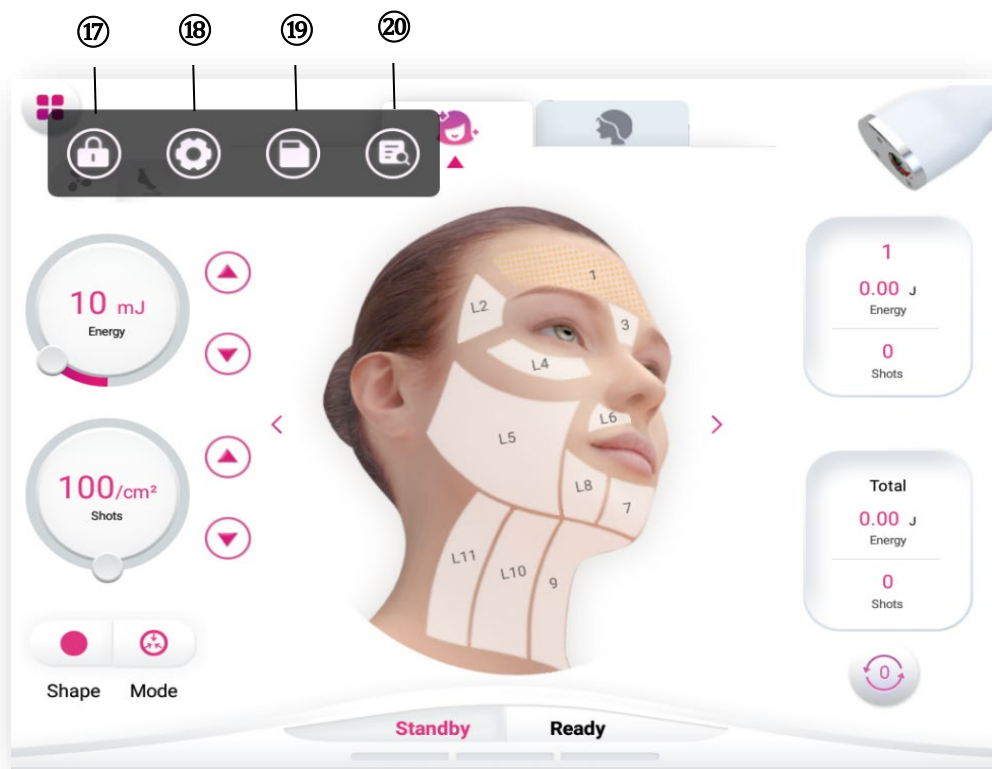 ⑰ ⑱ ⑲ ⑳
10 mJ
Energy
100/cm²
Shots
Shape Mode
1
L2
3
L4
L6
L5
L8
7
L11
L10
9
1
0.00 J
Energy
0
Shots
Total
0.00 J
Energy
0
Shots
0
Standby Ready